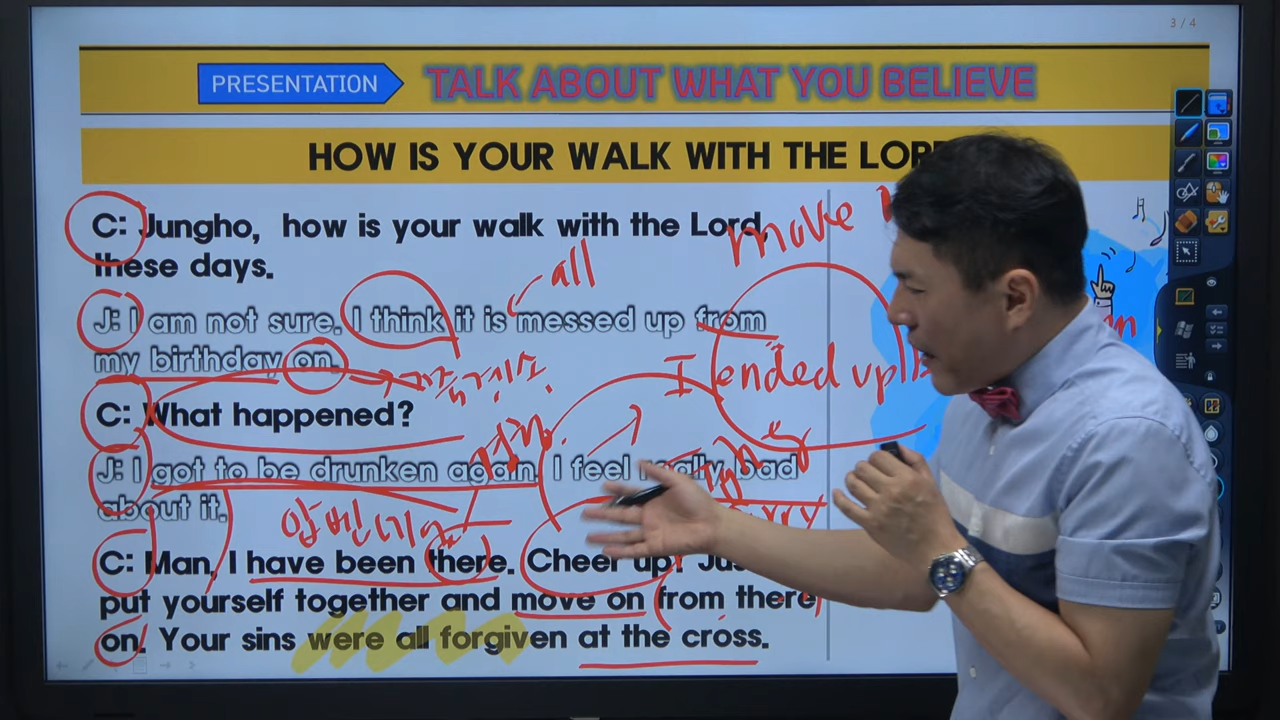 3 / 4
PRESENTATION
TALK ABOUT WHAT YOU BELIEVE
HOW IS YOUR WALK WITH THE
C: Jungho, how is your walk with the Lord,
these days.
move
all
J: I am not sure. I think it is messed up from
my birthday on.
I ended up
C: What happened?
J: I got to be drunken again. I feel really bad
about it.
C: Man, I have been there. Cheer up!
put yourself together and move on from there
on. Your sins were all forgiven at the cross.